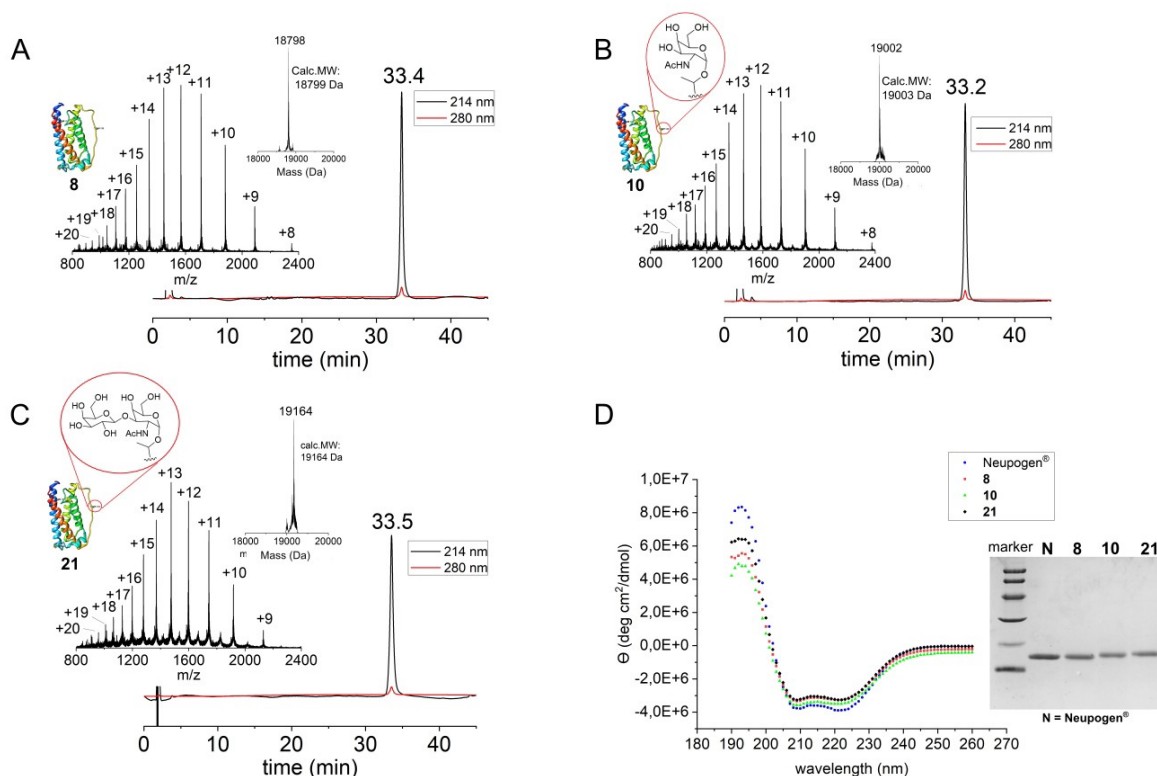 A
18798
Calc.MW:
18799 Da
+20
+19
+18
+17
+16
+15
+14
+13
+12
+11
+10
+9
+8
18000 19000 20000
Mass (Da)
8
800 1200 1600 2000 2400
m/z
33.4
214 nm
280 nm
0 10 20 30 40
time (min)
B
HO OH
HO O
AcHN O
19002
Calc.MW:
19003 Da
+20
+19
+18
+17
+16
+15
+14
+13
+12
+11
+10
+9
+8
18000 19000 20000
Mass (Da)
10
800 1200 1600 2000 2400
m/z
33.2
214 nm
280 nm
0 10 20 30 40
time (min)
C
HO OH HO OH
HO O O O
HO OH AcHN O
19164
calc.MW:
19164 Da
+20
+19
+18
+17
+16
+15
+14
+13
+12
+11
+10
+9
18000 19000 20000
Mass (Da)
m
21
800 1200 1600 2000 2400
m/z
33.5
214 nm
280 nm
0 10 20 30 40
time (min)
D
Neupogen®
8
10
21
1,0E+7
8,0E+6
6,0E+6
4,0E+6
2,0E+6
0,0
-2,0E+6
-4,0E+6
Θ (deg cm²/dmol)
180 190 200 210 220 230 240 250 260 270
wavelength (nm)
marker N 8 10 21
N = Neupogen®